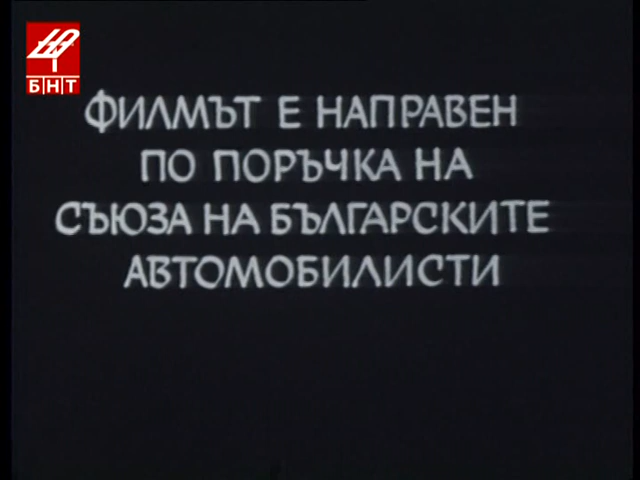 БНТ
ФИЛМЪТ Е НАПРАВЕН
ПО ПОРЪЧКА НА
СЪЮЗА НА БЪЛГАРСКИТЕ
АВТОМОБИЛИСТИ